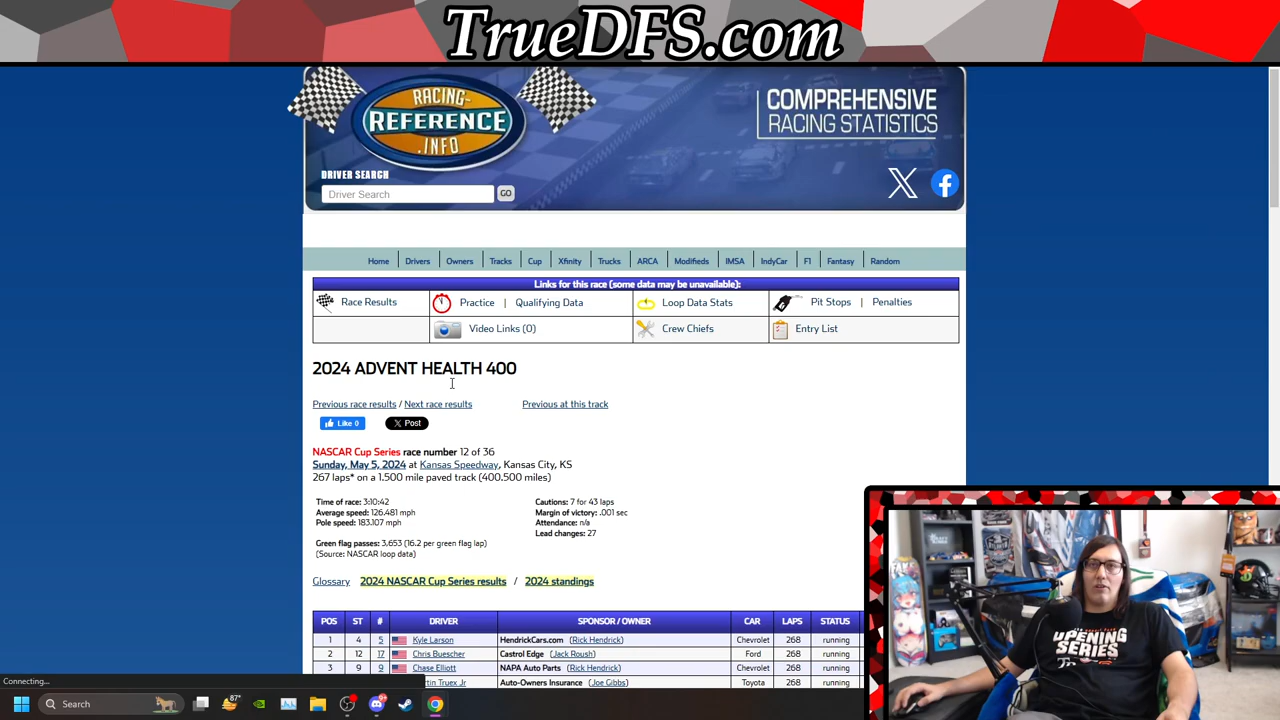 TrueDFS.com
RACING-
REFERENCE
.INFO
COMPREHENSIVE
RACING STATISTICS
DRIVER SEARCH
Driver Search GO
Home Drivers Owners Tracks Cup Xfinity Trucks ARCA Modifieds IMSA IndyCar F1 Fantasy Random
Links for this race (some data may be unavailable):
Race Results Practice | Qualifying Data Loop Data Stats Pit Stops | Penalties
Video Links (0) Crew Chiefs Entry List
2024 ADVENT HEALTH 400
Previous race results / Next race results Previous at this track
Like 0 Post
NASCAR Cup Series race number 12 of 36
Sunday, May 5, 2024 at Kansas Speedway, Kansas City, KS
267 laps* on a 1.500 mile paved track (400.500 miles)
Time of race: 3:10:42 Cautions: 7 for 43 laps
Average speed: 126.481 mph Margin of victory: .001 sec
Pole speed: 183.107 mph Attendance: n/a
Lead changes: 27
Green flag passes: 3,653 (16.2 per green flag lap)
(Source: NASCAR loop data)
Glossary 2024 NASCAR Cup Series results / 2024 standings
POS ST # DRIVER SPONSOR / OWNER CAR LAPS STATUS
1 4 5 Kyle Larson HendrickCars.com (Rick Hendrick) Chevrolet 268 running
2 12 17 Chris Buescher Castrol Edge (Jack Roush) Ford 268 running
3 9 9 Chase Elliott NAPA Auto Parts (Rick Hendrick) Chevrolet 268 running
Truex Jr Auto-Owners Insurance (Joe Gibbs) Toyota 268 running
Connecting...
Search
87°
OPENING
SERIES